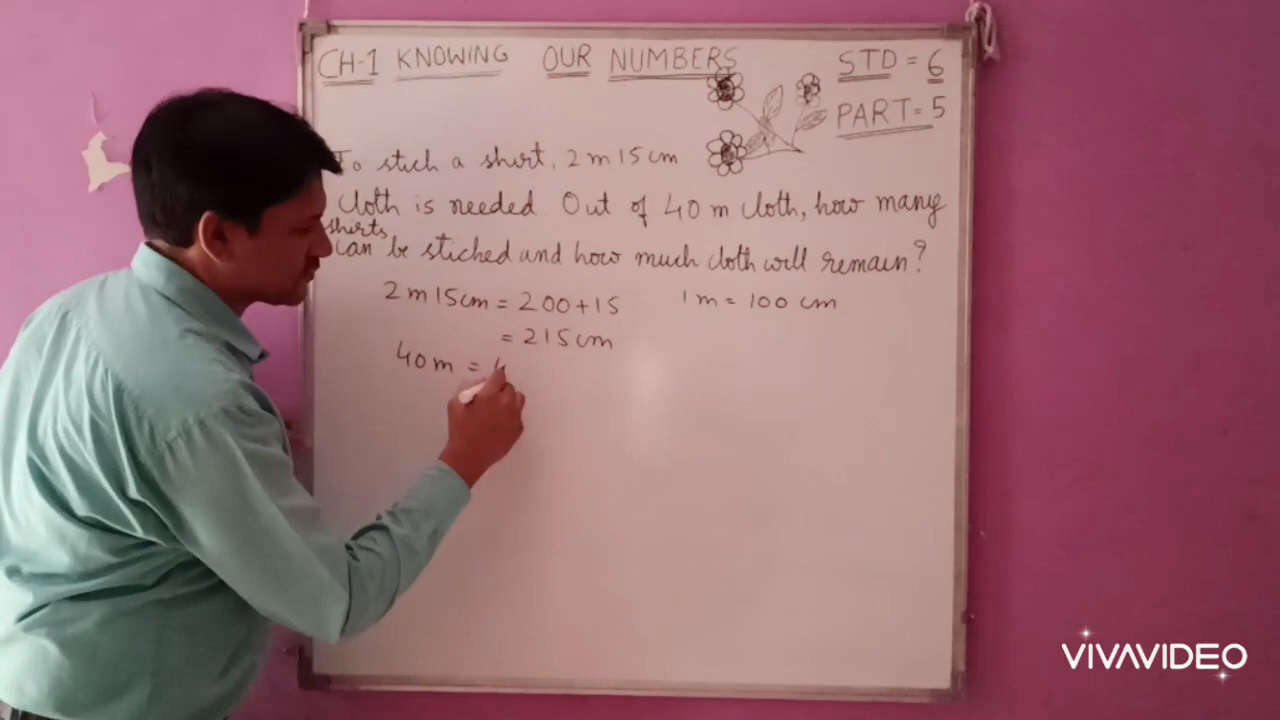 CH-1 KNOWING OUR NUMBERS
STD = 6
PART = 5
To stich a shirt, 2 m 15 cm
cloth is needed. Out of 40 m cloth, how many
shirts
can be stiched and how much cloth will remain?
2 m 15 cm = 200 + 15
1 m = 100 cm
= 215 cm
40 m = 4
VIVAVIDEO